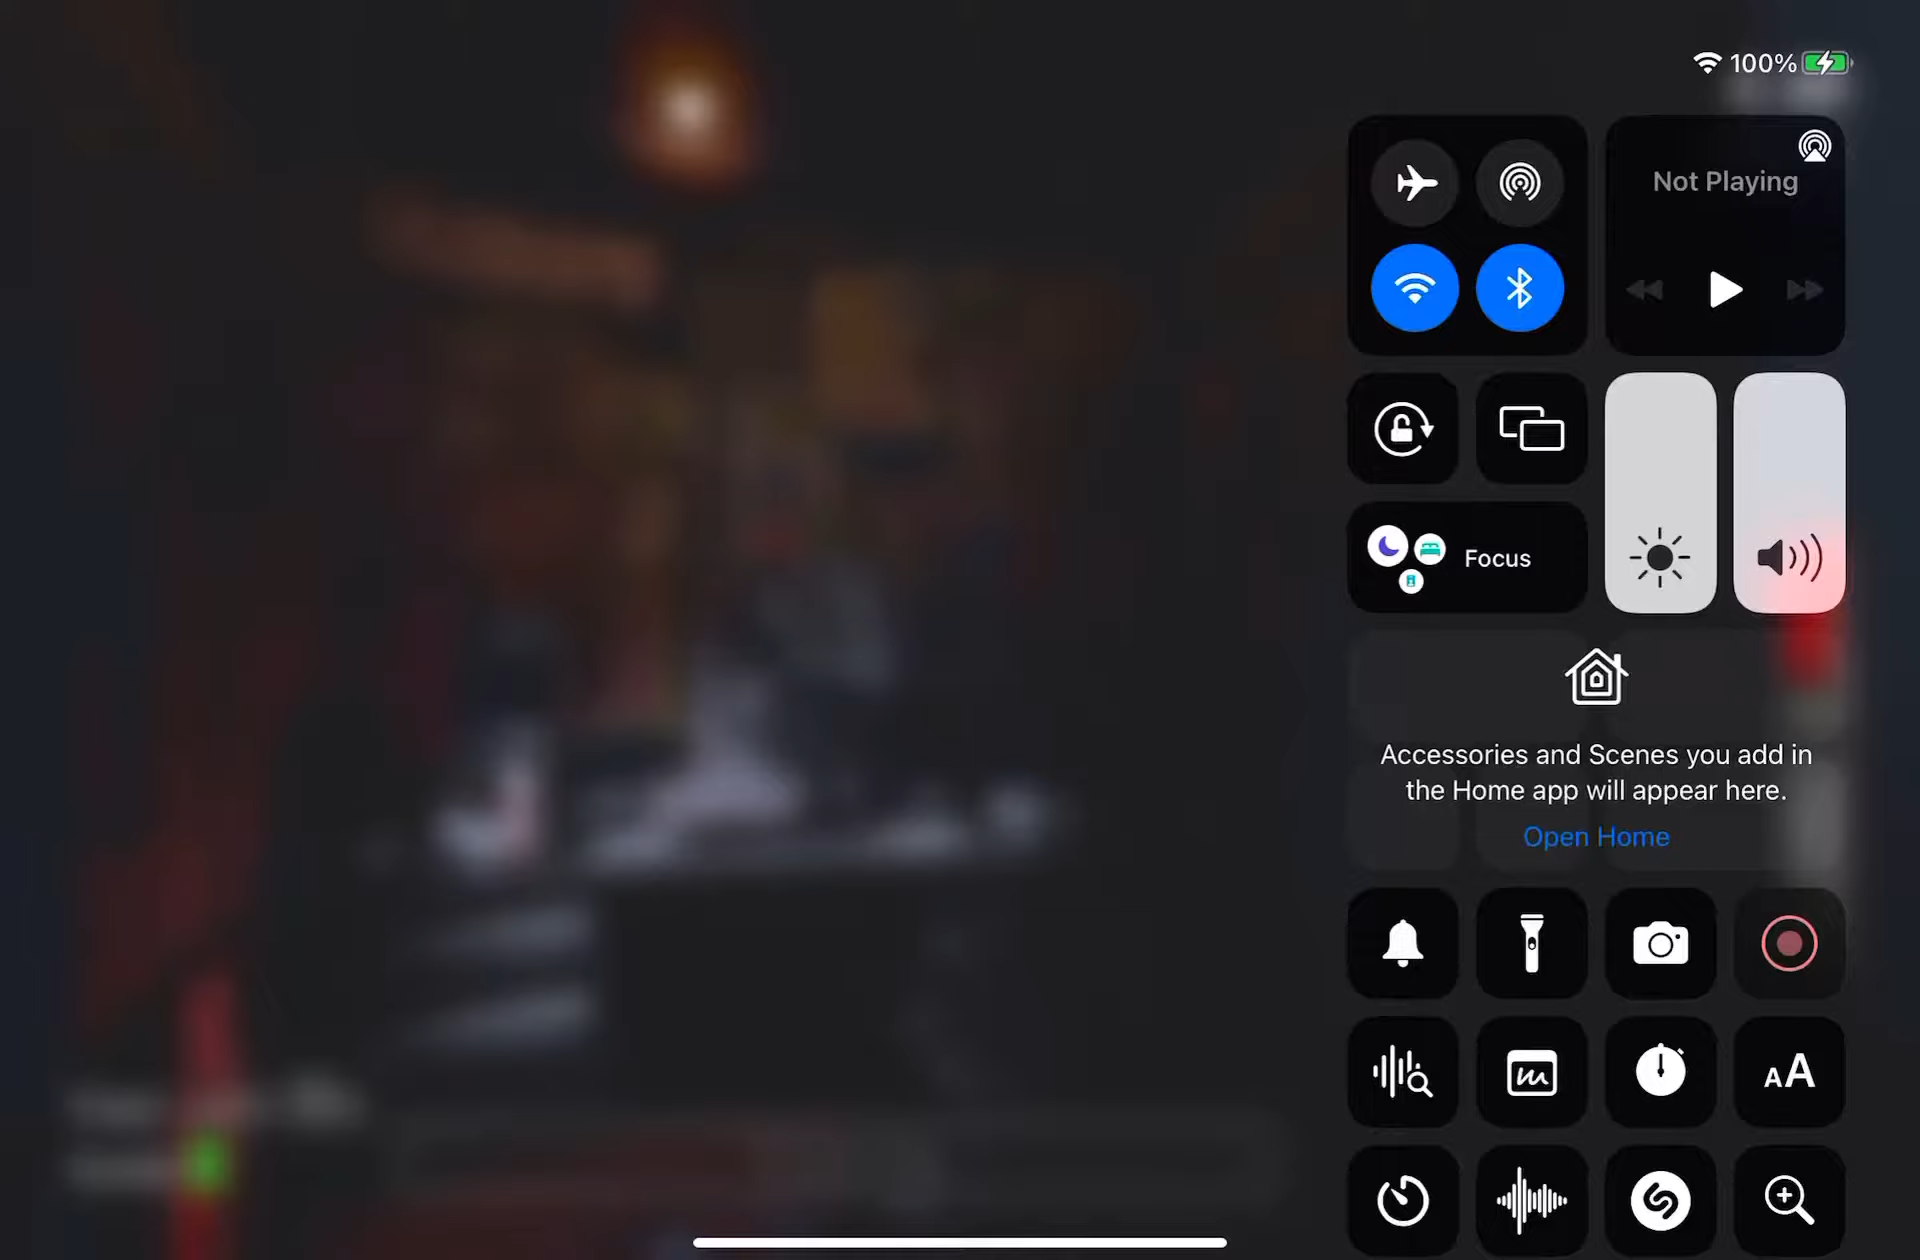 100%
Not Playing
Focus
Accessories and Scenes you add in
the Home app will appear here.
Open Home
AA